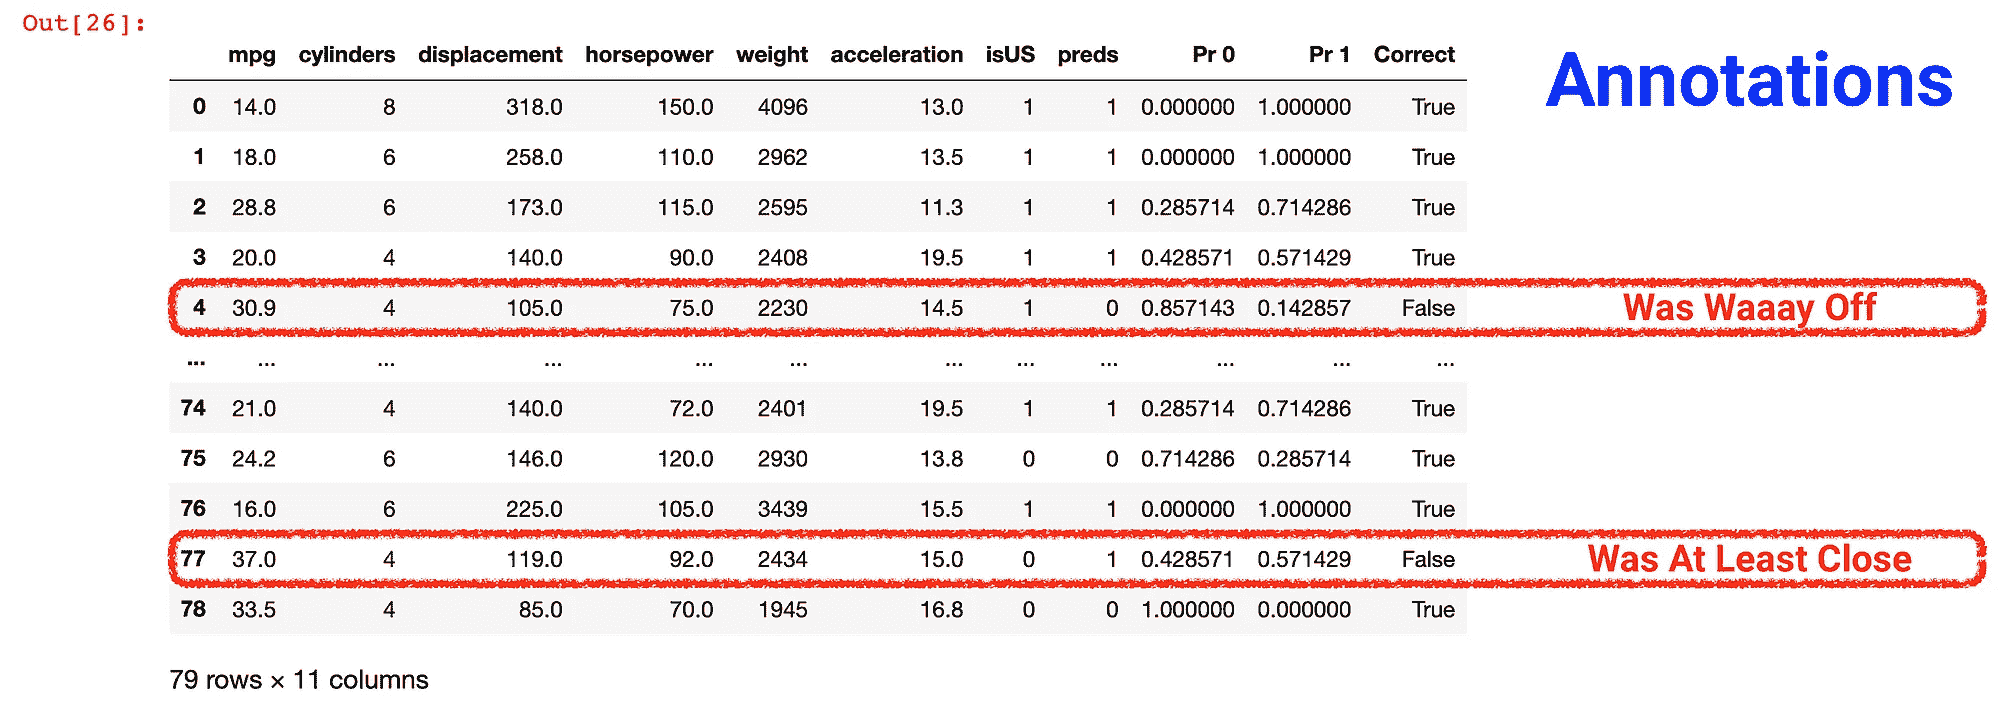 Out[26]:
mpg cylinders displacement horsepower weight acceleration isUS preds Pr 0 Pr 1 Correct
Annotations
0 14.0 8 318.0 150.0 4096 13.0 1 1 0.000000 1.000000 True
1 18.0 6 258.0 110.0 2962 13.5 1 1 0.000000 1.000000 True
2 28.8 6 173.0 115.0 2595 11.3 1 1 0.285714 0.714286 True
3 20.0 4 140.0 90.0 2408 19.5 1 1 0.428571 0.571429 True
4 30.9 4 105.0 75.0 2230 14.5 1 0 0.857143 0.142857 False Was Waaay Off
... ... ... ... ... ... ... ... ... ... ... ...
74 21.0 4 140.0 72.0 2401 19.5 1 1 0.285714 0.714286 True
75 24.2 6 146.0 120.0 2930 13.8 0 0 0.714286 0.285714 True
76 16.0 6 225.0 105.0 3439 15.5 1 1 0.000000 1.000000 True
77 37.0 4 119.0 92.0 2434 15.0 0 1 0.428571 0.571429 False Was At Least Close
78 33.5 4 85.0 70.0 1945 16.8 0 0 1.000000 0.000000 True
79 rows × 11 columns